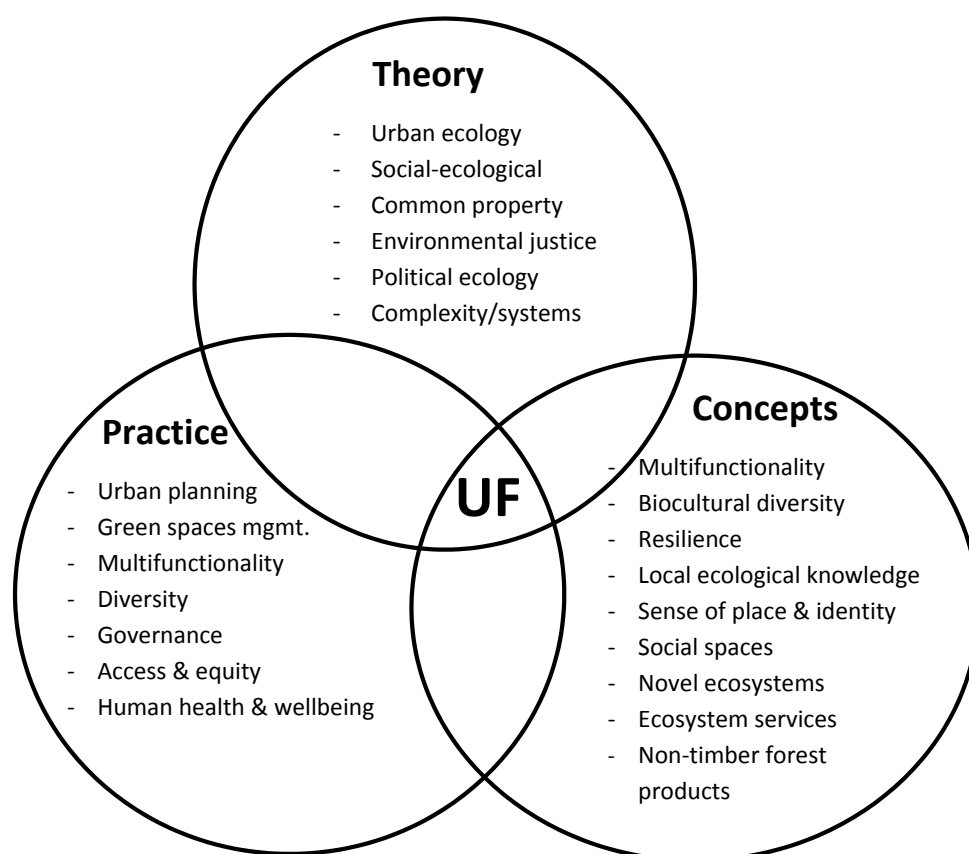 Theory
- Urban ecology
- Social-ecological
- Common property
- Environmental justice
- Political ecology
- Complexity/systems
Practice
- Urban planning
- Green spaces mgmt.
- Multifunctionality
- Diversity
- Governance
- Access & equity
- Human health & wellbeing
UF
Concepts
- Multifunctionality
- Biocultural diversity
- Resilience
- Local ecological knowledge
- Sense of place & identity
- Social spaces
- Novel ecosystems
- Ecosystem services
- Non-timber forest
products